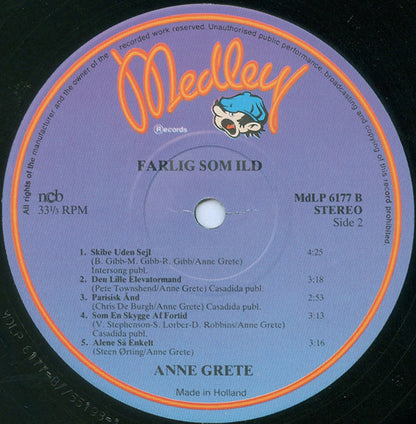 All rights of the manufacturer and the owner of the recorded work reserved. Unauthorised public performance, broadcasting and copying of this record prohibited.
Medley
Records
FARLIG SOM ILD
ncb
33⅓ RPM
MdLP 6177 B
STEREO
Side 2
1. Skibe Uden Sejl 4:25
(B. Gibb-M. Gibb-R. Gibb/Anne Grete)
Intersong publ.
2. Den Lille Elevatormand 3:18
(Pete Townshend/Anne Grete) Casadida publ.
3. Parisisk Ånd 2:53
(Chris De Burgh/Anne Grete) Casadida publ.
4. Som En Skygge Af Fortid 3:13
(V. Stephenson-S. Lorber-D. Robbins/Anne Grete)
Casadida publ.
5. Alene Så Enkelt 3:16
(Steen Ørting/Anne Grete)
ANNE GRETE
Made in Holland